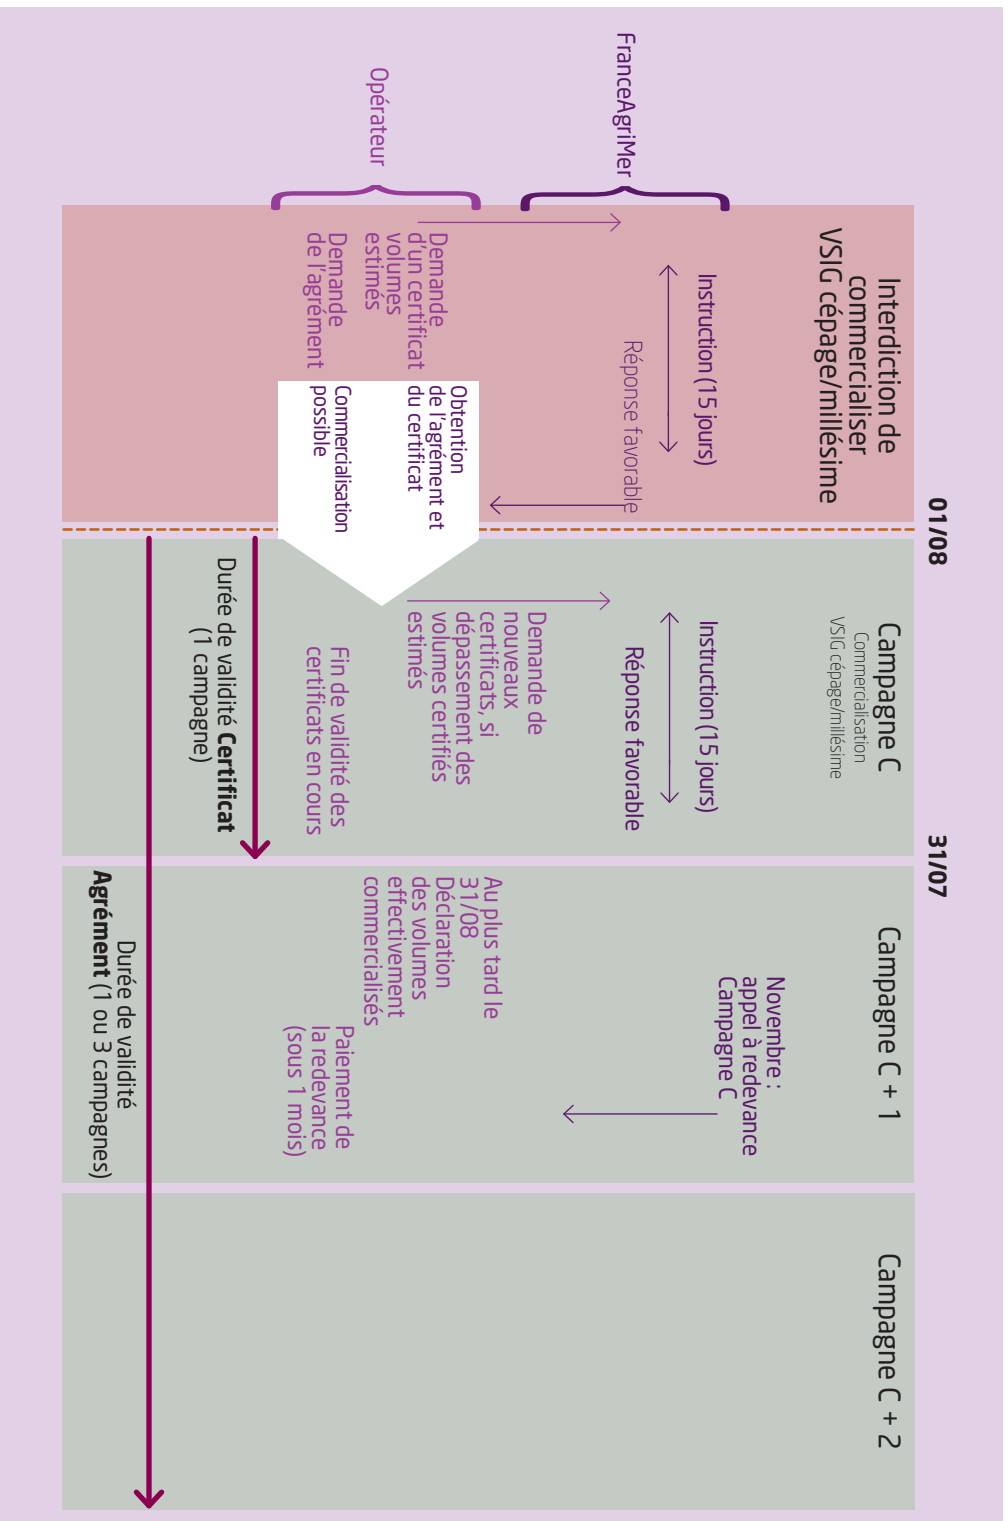 01/08
31/07
Interdiction de
commercialiser
VSIG cépage/millésime
Campagne C
Commercialisation
VSIG cépage/millésime
Campagne C + 1
Campagne C + 2
FranceAgriMer
Instruction (15 jours)
Réponse favorable
Instruction (15 jours)
Réponse favorable
Novembre :
appel à redevance
Campagne C
Opérateur
Demande
d'un certificat
volumes
estimés
Demande
de l'agrément
Obtention
de l'agrément et
du certificat
Commercialisation
possible
Demande de
nouveaux
certificats, si
dépassement des
volumes certifiés
estimés
Fin de validité des
certificats en cours
Au plus tard le
31/08
Déclaration
des volumes
effectivement
commercialisés
Paiement de
la redevance
(sous 1 mois)
Durée de validité Certificat
(1 campagne)
Durée de validité
Agrément (1 ou 3 campagnes)